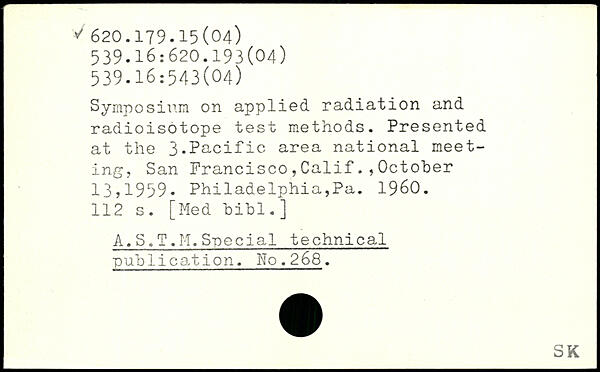 ✓ 620.179.15(04)
539.16:620.193(04)
539.16:543(04)
Symposium on applied radiation and
radioisotope test methods. Presented
at the 3.Pacific area national meet-
ing, San Francisco,Calif.,October
13,1959. Philadelphia,Pa. 1960.
112 s. [Med bibl.]
A.S.T.M.Special technical
publication. No.268.
SK